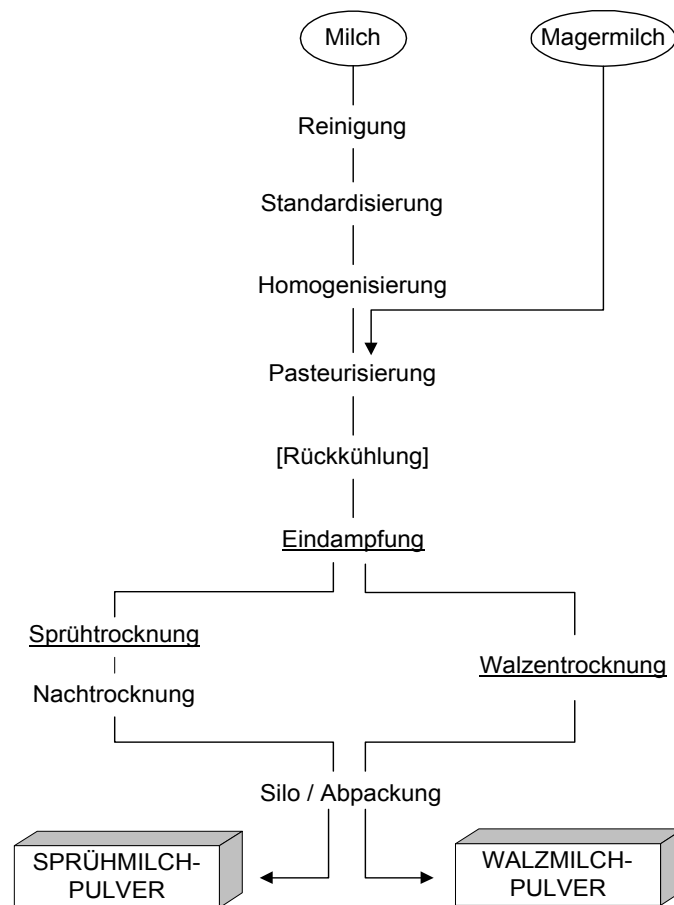 Milch
Magermilch
Reinigung
Standardisierung
Homogenisierung
Pasteurisierung
[Rückkühlung]
Eindampfung
Sprühtrocknung
Walzentrocknung
Nachtrocknung
Silo / Abpackung
SPRÜHMILCH-
PULVER
WALZMILCH-
PULVER